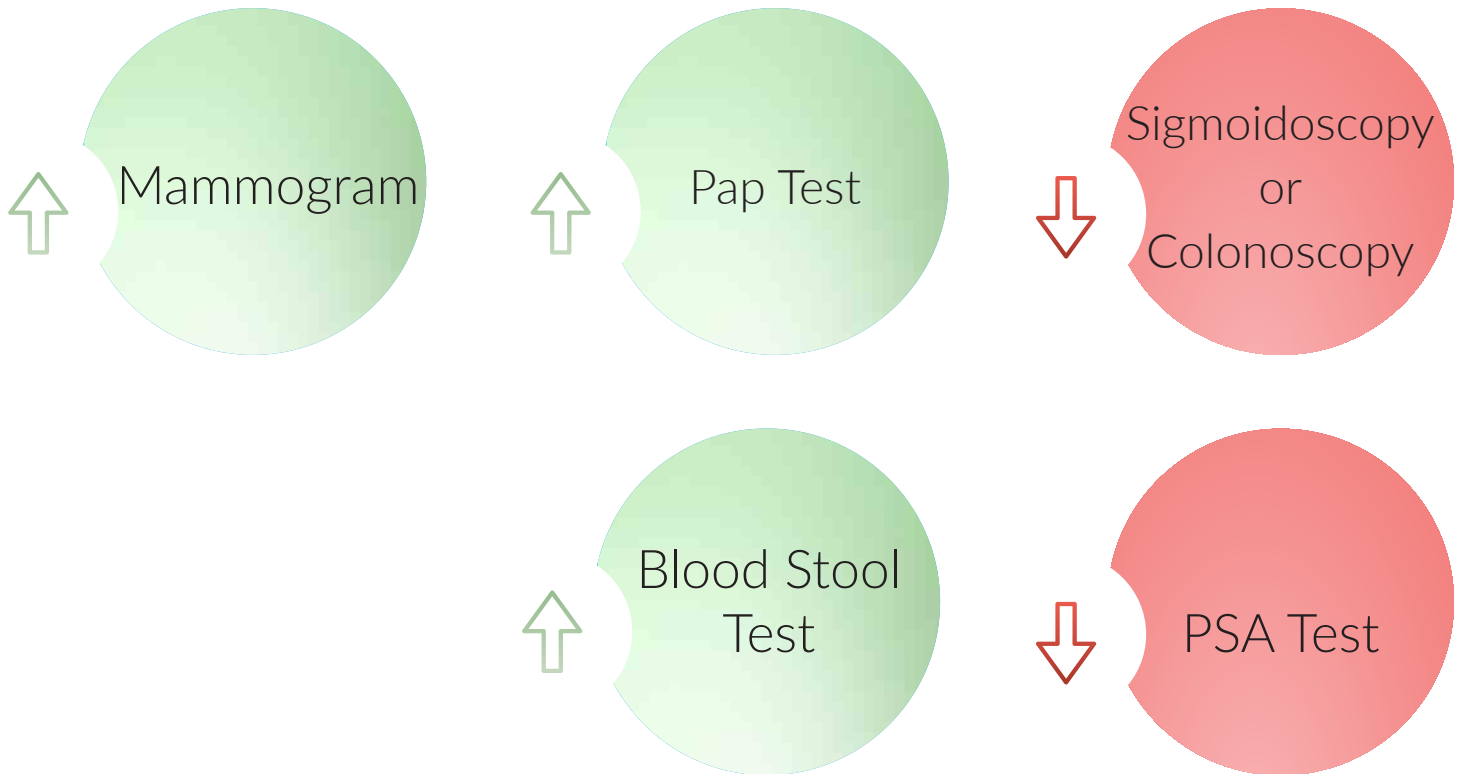 Mammogram
Pap Test
Sigmoidoscopy
or
Colonoscopy
Blood Stool
Test
PSA Test